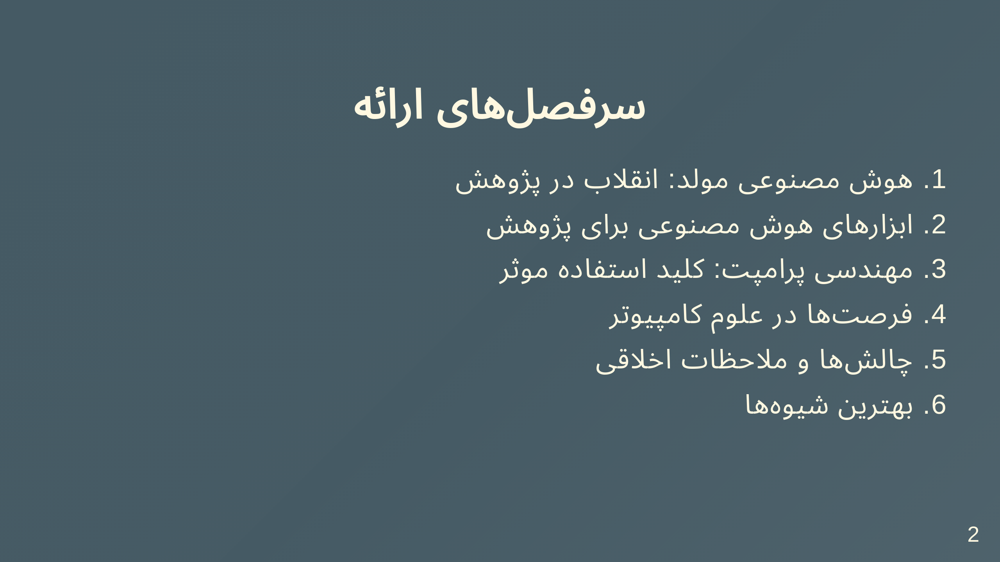 سرفصل‌های ارائه
1. هوش مصنوعی مولد: انقلاب در پژوهش
2. ابزارهای هوش مصنوعی برای پژوهش
3. مهندسی پرامپت: کلید استفاده موثر
4. فرصت‌ها در علوم کامپیوتر
5. چالش‌ها و ملاحظات اخلاقی
6. بهترین شیوه‌ها
2